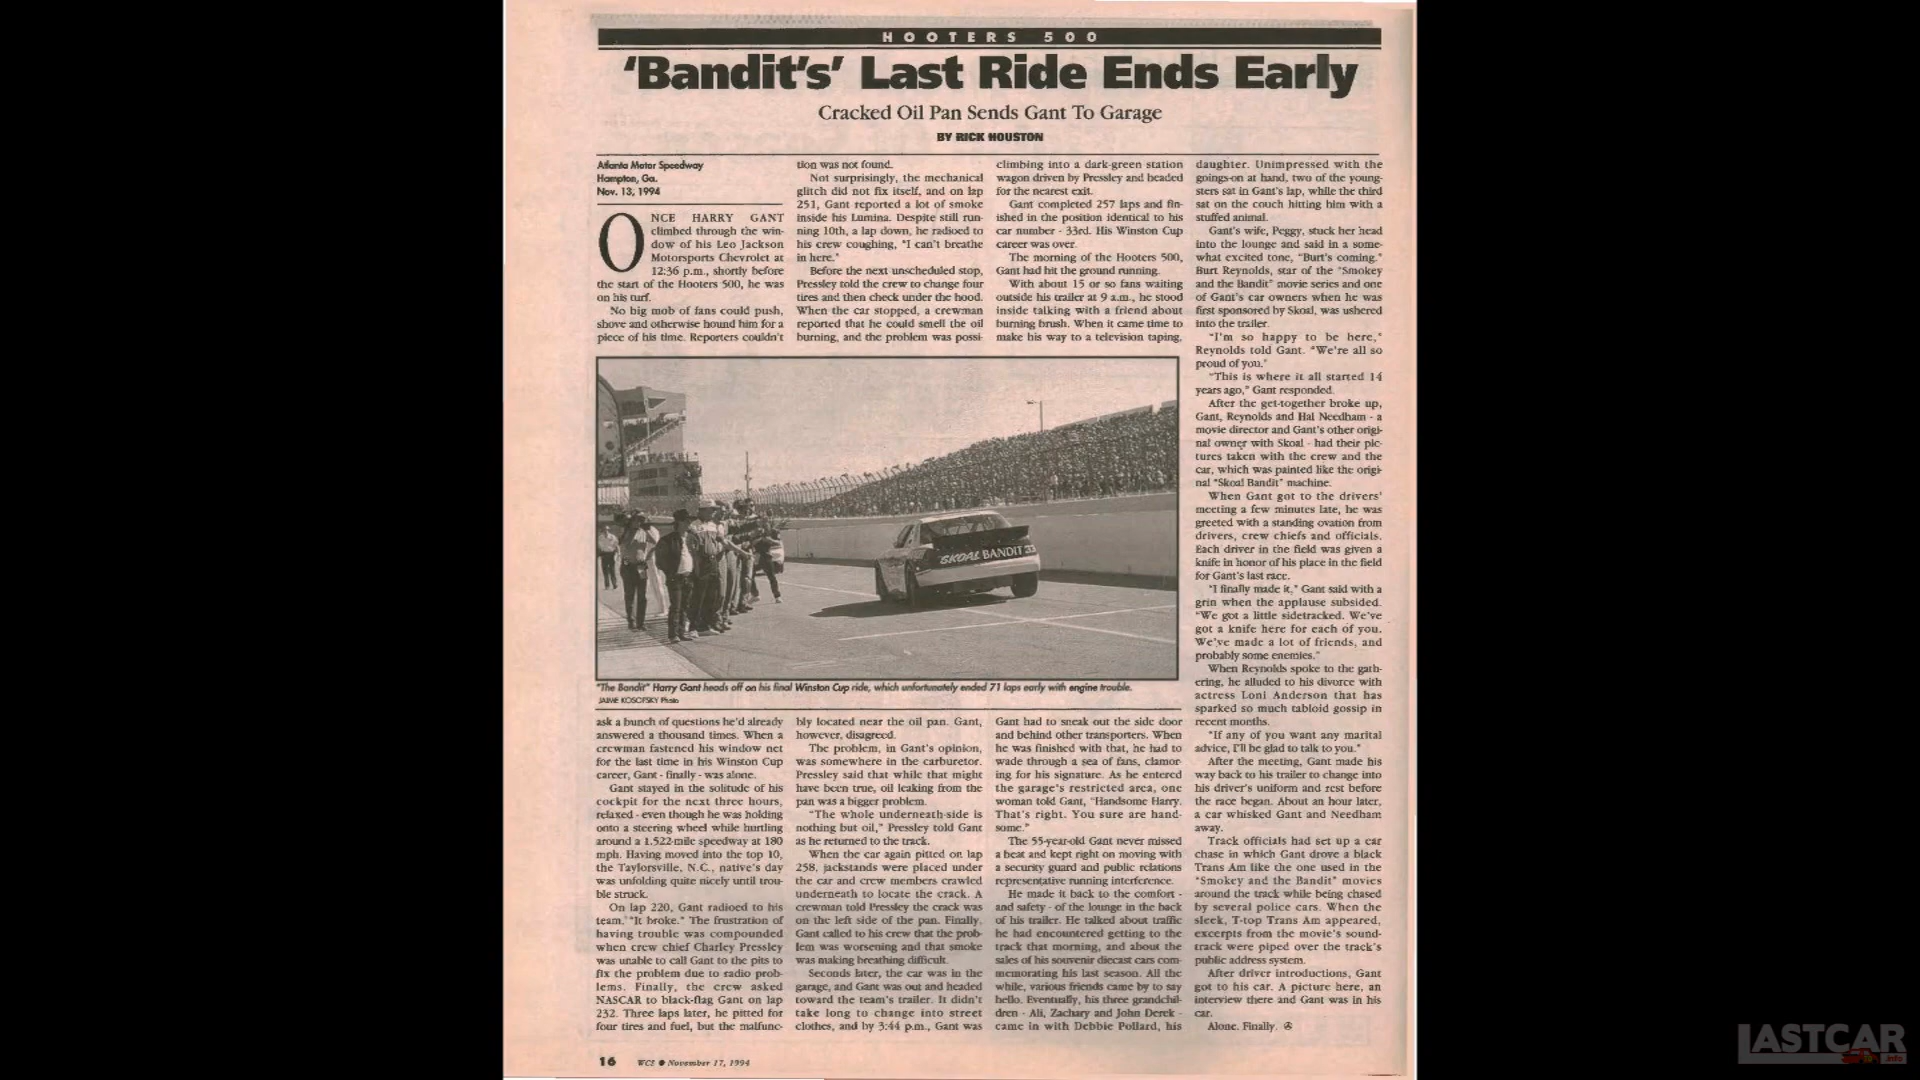 HOOTERS 500
'Bandit's' Last Ride Ends Early
Cracked Oil Pan Sends Gant To Garage
BY RICK HOUSTON
Atlanta Motor Speedway
Hampton, Ga.
Nov. 13, 1994
ONCE HARRY GANT
climbed through the win-
dow of his Leo Jackson
Motorsports Chevrolet at
12:36 p.m., shortly before
the start of the Hooters 500, he was
on his turf.
No big mob of fans could push,
shove and otherwise hound him for a
piece of his time. Reporters couldn't
ask a bunch of questions he'd already
answered a thousand times. When a
crewman fastened his window net
for the last time in his Winston Cup
career, Gant - finally - was alone.
Gant stayed in the solitude of his
cockpit for the next three hours,
relaxed - even though he was holding
onto a steering wheel while hurtling
around a 1.522-mile speedway at 180
mph. Having moved into the top 10,
the Taylorsville, N.C., native's day
was unfolding quite nicely until trou-
ble struck.
On lap 220, Gant radioed to his
team, "It broke." The frustration of
having trouble was compounded
when crew chief Charley Pressley
was unable to call Gant to the pits to
fix the problem due to radio prob-
lems. Finally, the crew asked
NASCAR to black-flag Gant on lap
232. Three laps later, he pitted for
four tires and fuel, but the malfunc-
tion was not found.
Not surprisingly, the mechanical
glitch did not fix itself, and on lap
251, Gant reported a lot of smoke
inside his Lumina. Despite still run-
ning 10th, a lap down, he radioed to
his crew coughing, "I can't breathe
in here."
Before the next unscheduled stop,
Pressley told the crew to change four
tires and then check under the hood.
When the car stopped, a crewman
reported that he could smell the oil
burning, and the problem was possi-
bly located near the oil pan. Gant,
however, disagreed.
The problem, in Gant's opinion,
was somewhere in the carburetor.
Pressley said that while that might
have been true, oil leaking from the
pan was a bigger problem.
"The whole underneath-side is
nothing but oil," Pressley told Gant
as he returned to the track.
When the car again pitted on lap
258, jackstands were placed under
the car and crew members crawled
underneath to locate the crack. A
crewman told Pressley the crack was
on the left side of the pan. Finally,
Gant called to his crew that the prob-
lem was worsening and that smoke
was making breathing difficult.
Seconds later, the car was in the
garage, and Gant was out and headed
toward the team's trailer. It didn't
take long to change into street
clothes, and by 3:44 p.m., Gant was
climbing into a dark-green station
wagon driven by Pressley and headed
for the nearest exit.
Gant completed 257 laps and fin-
ished in the position identical to his
car number - 33rd. His Winston Cup
career was over.
The morning of the Hooters 500,
Gant had hit the ground running.
With about 15 or so fans waiting
outside his trailer at 9 a.m., he stood
inside talking with a friend about
burning brush. When it came time to
make his way to a television taping,
Gant had to sneak out the side door
and behind other transporters. When
he was finished with that, he had to
wade through a sea of fans, clamor-
ing for his signature. As he entered
the garage's restricted area, one
woman told Gant, "Handsome Harry.
That's right. You sure are hand-
some."
The 55-year-old Gant never missed
a beat and kept right on moving with
a security guard and public relations
representative running interference.
He made it back to the comfort -
and safety - of the lounge in the back
of his trailer. He talked about traffic
he had encountered getting to the
track that morning, and about the
sales of his souvenir diecast cars com-
memorating his last season. All the
while, various friends came by to say
hello. Eventually, his three grandchil-
dren - Ali, Zachary and John Derek -
came in with Debbie Pollard, his
daughter. Unimpressed with the
goings-on at hand, two of the young-
sters sat in Gant's lap, while the third
sat on the couch hitting him with a
stuffed animal.
Gant's wife, Peggy, stuck her head
into the lounge and said in a some-
what excited tone, "Burt's coming."
Burt Reynolds, star of the "Smokey
and the Bandit" movie series and one
of Gant's car owners when he was
first sponsored by Skoal, was ushered
into the trailer.
"I'm so happy to be here,"
Reynolds told Gant. "We're all so
proud of you."
"This is where it all started 14
years ago," Gant responded.
After the get-together broke up,
Gant, Reynolds and Hal Needham - a
movie director and Gant's other origi-
nal owner with Skoal - had their pic-
tures taken with the crew and the
car, which was painted like the origi-
nal "Skoal Bandit" machine.
When Gant got to the drivers'
meeting a few minutes late, he was
greeted with a standing ovation from
drivers, crew chiefs and officials.
Each driver in the field was given a
knife in honor of his place in the field
for Gant's last race.
"I finally made it," Gant said with a
grin when the applause subsided.
"We got a little sidetracked. We've
got a knife here for each of you.
We've made a lot of friends, and
probably some enemies."
When Reynolds spoke to the gath-
ering, he alluded to his divorce with
actress Loni Anderson that has
sparked so much tabloid gossip in
recent months.
"If any of you want any marital
advice, I'll be glad to talk to you."
After the meeting, Gant made his
way back to his trailer to change into
his driver's uniform and rest before
the race began. About an hour later,
a car whisked Gant and Needham
away.
Track officials had set up a car
chase in which Gant drove a black
Trans Am like the one used in the
"Smokey and the Bandit" movies
around the track while being chased
by several police cars. When the
sleek, T-top Trans Am appeared,
excerpts from the movie's sound-
track were piped over the track's
public address system.
After driver introductions, Gant
got to his car. A picture here, an
interview there and Gant was in his
car.
Alone. Finally.
SKOAL BANDIT 33
"The Bandit" Harry Gant heads off on his final Winston Cup ride, which unfortunately ended 71 laps early with engine trouble.
JAIME KOSOFSKY Photo
16 WCS ● November 17, 1994
LASTCAR
.info